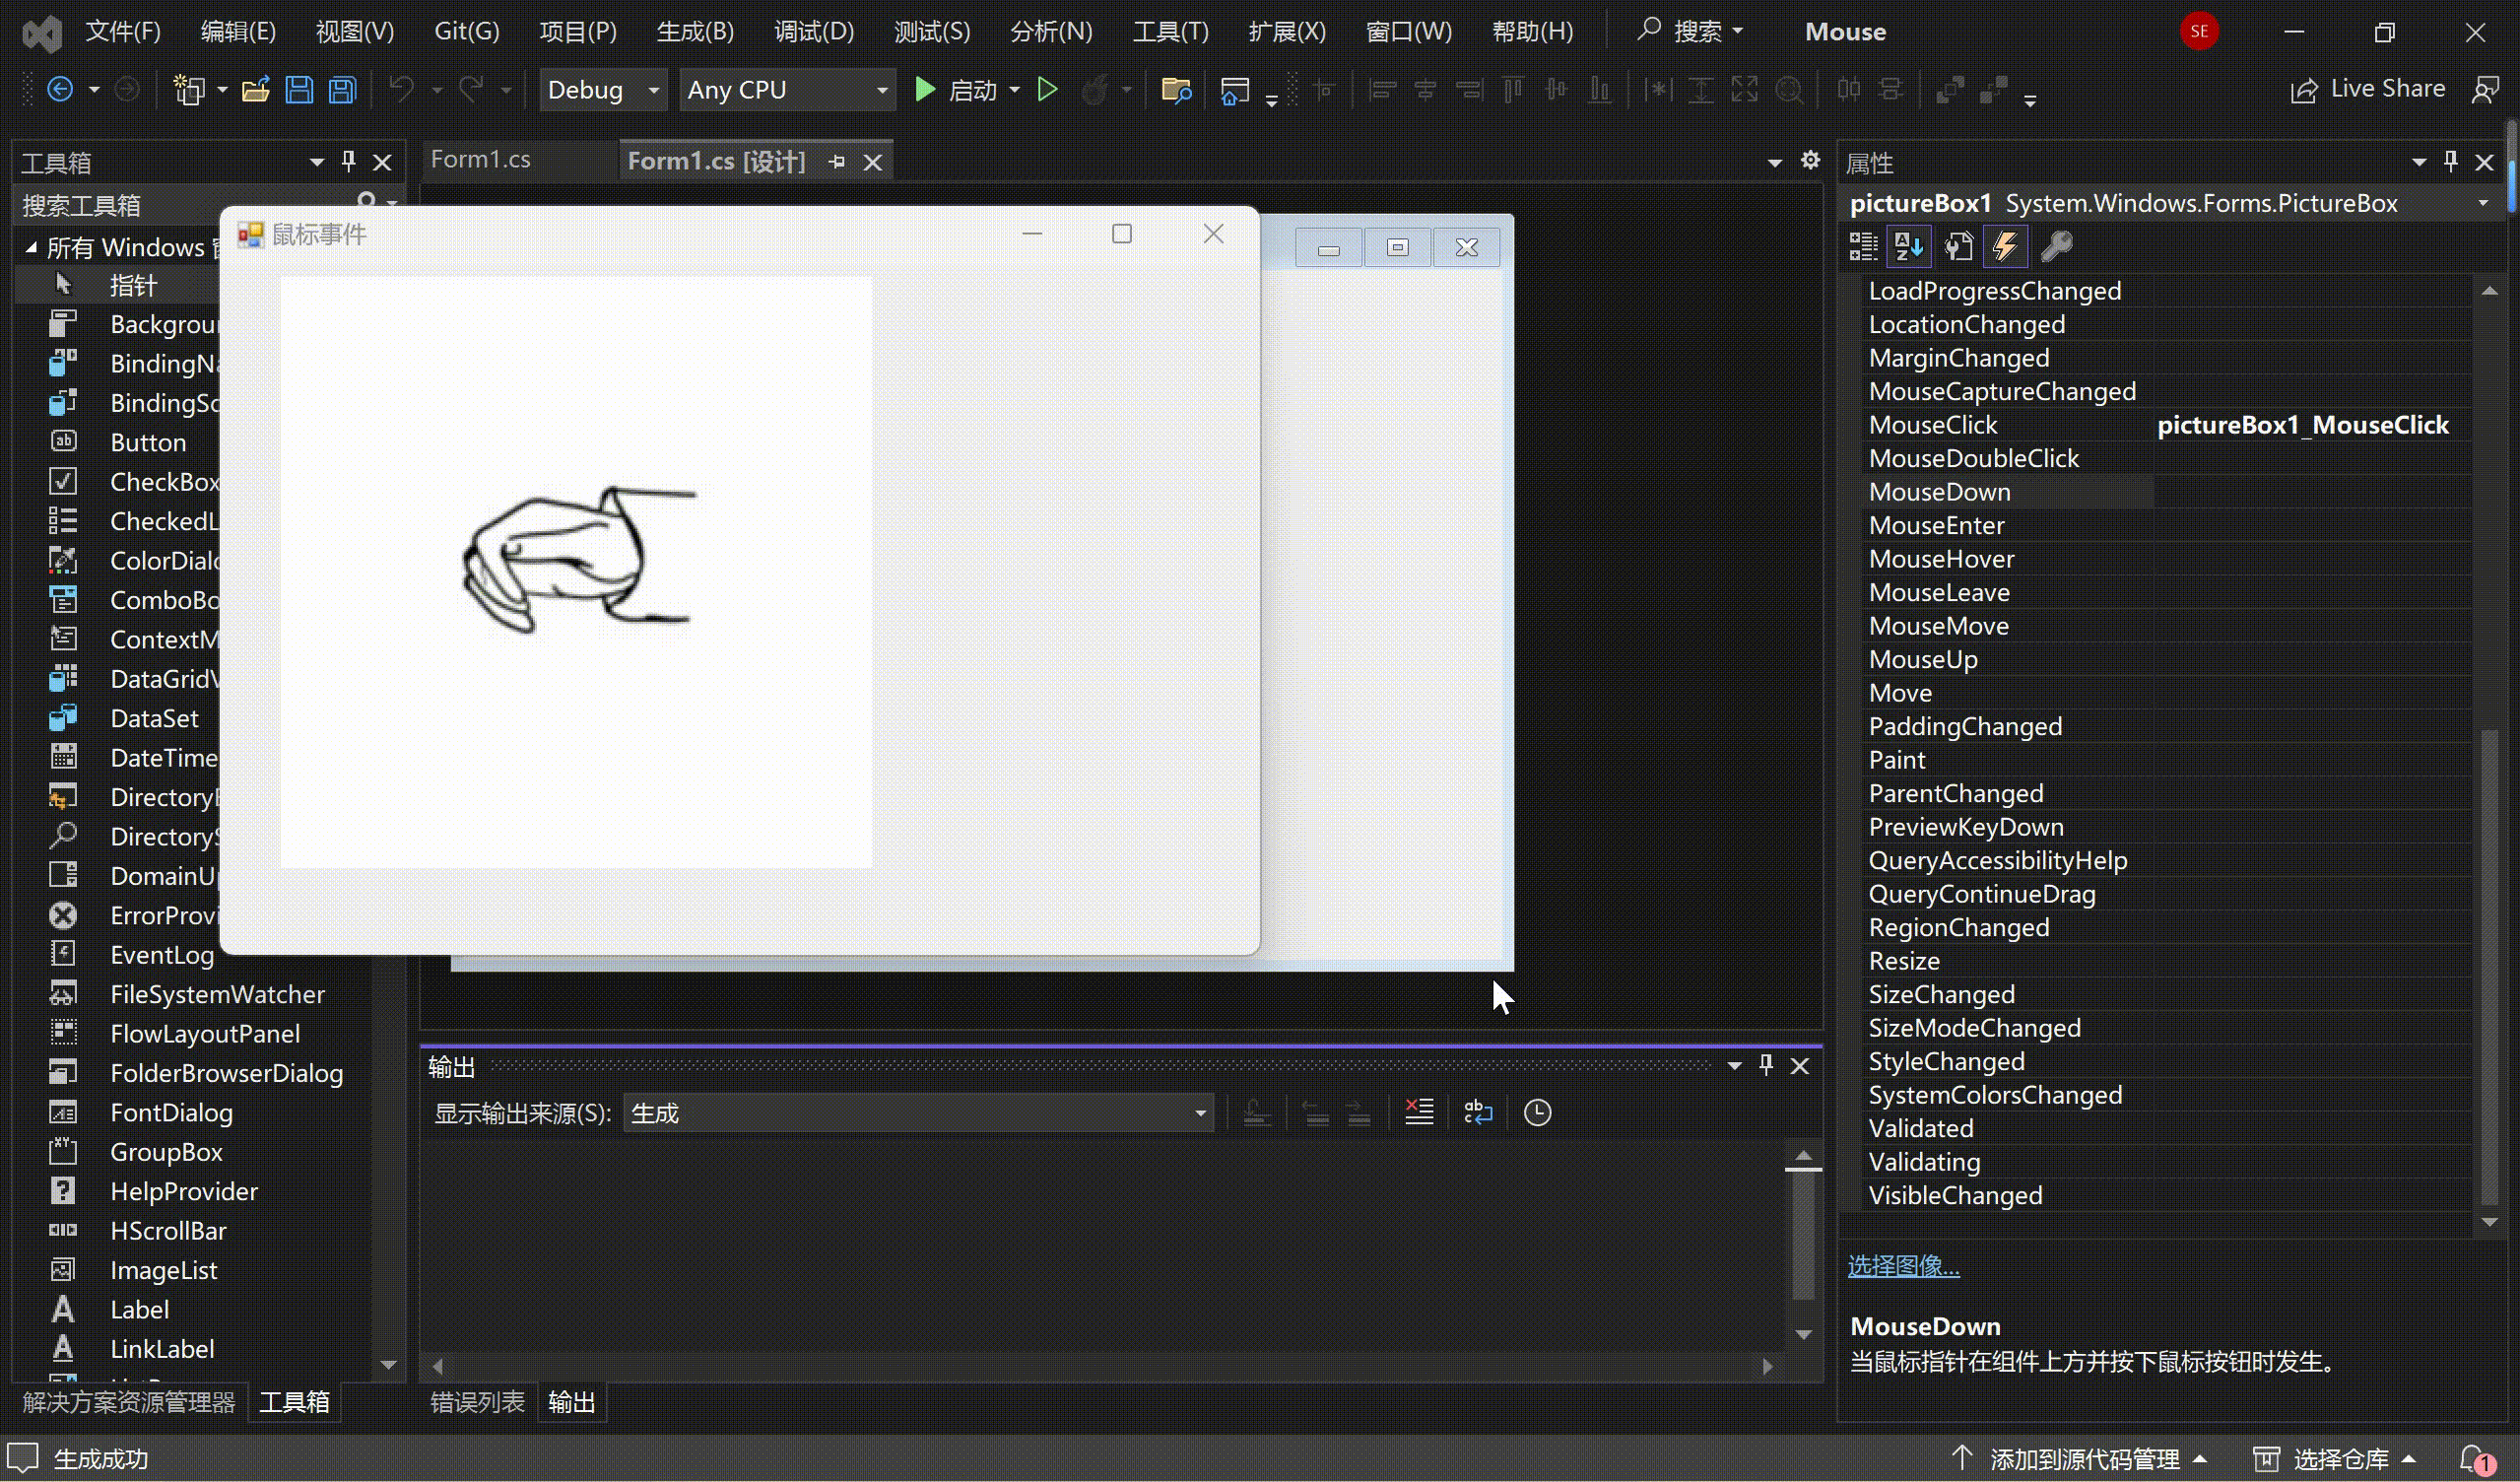 文件(F) 编辑(E) 视图(V) Git(G) 项目(P) 生成(B) 调试(D) 测试(S) 分析(N) 工具(T) 扩展(X) 窗口(W) 帮助(H) 搜索 Mouse SE
Debug Any CPU 启动 Live Share
工具箱
搜索工具箱
所有 Windows
指针
Backgrou
BindingNa
BindingSo
Button
CheckBox
CheckedL
ColorDialo
ComboBo
ContextM
DataGridV
DataSet
DateTime
DirectoryE
DirectoryS
DomainU
ErrorProvi
EventLog
FileSystemWatcher
FlowLayoutPanel
FolderBrowserDialog
FontDialog
GroupBox
HelpProvider
HScrollBar
ImageList
Label
LinkLabel
解决方案资源管理器 工具箱
Form1.cs Form1.cs [设计]
鼠标事件
输出
显示输出来源(S): 生成
错误列表 输出
属性
pictureBox1 System.Windows.Forms.PictureBox
LoadProgressChanged
LocationChanged
MarginChanged
MouseCaptureChanged
MouseClick pictureBox1_MouseClick
MouseDoubleClick
MouseDown
MouseEnter
MouseHover
MouseLeave
MouseMove
MouseUp
Move
PaddingChanged
Paint
ParentChanged
PreviewKeyDown
QueryAccessibilityHelp
QueryContinueDrag
RegionChanged
Resize
SizeChanged
SizeModeChanged
StyleChanged
SystemColorsChanged
Validated
Validating
VisibleChanged
选择图像...
MouseDown
当鼠标指针在组件上方并按下鼠标按钮时发生。
生成成功 添加到源代码管理 选择仓库 1